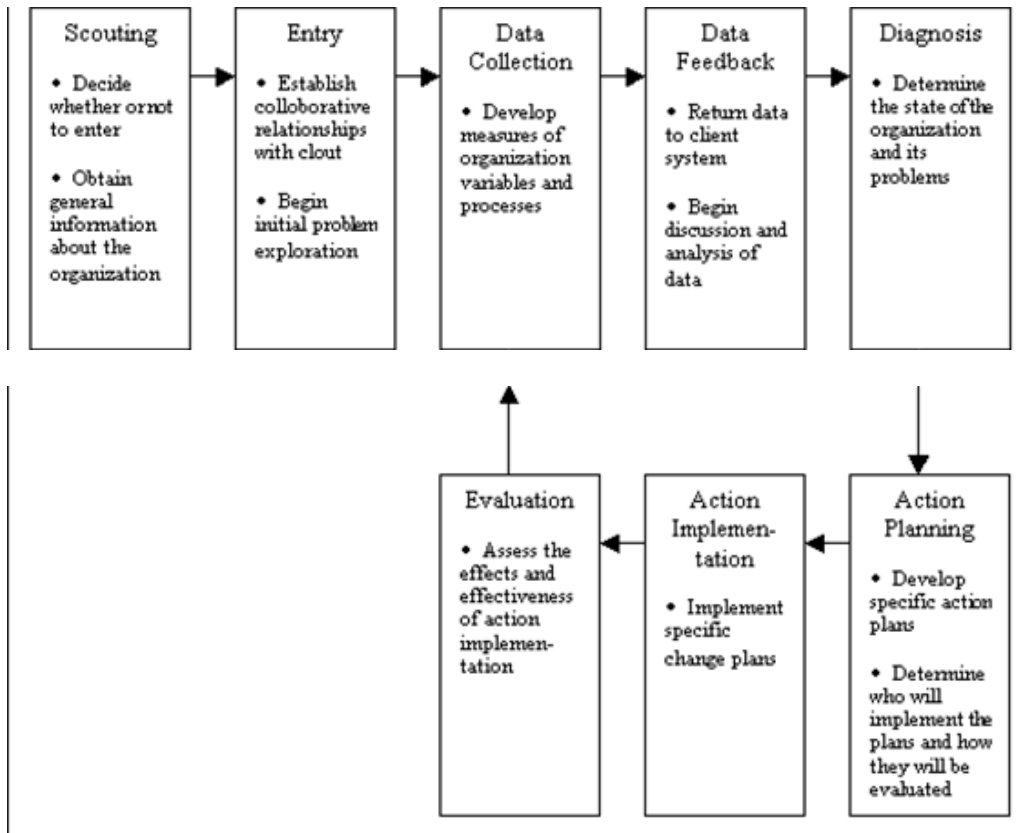 Scouting
• Decide
whether ornot
to enter
• Obtain
general
information
about the
organization
Entry
• Establish
colloborative
relationships
with clout
• Begin
initial problem
exploration
Data
Collection
• Develop
measures of
organization
variables and
processes
Data
Feedback
• Return data
to client
system
• Begin
discussion and
analysis of
data
Diagnosis
• Determine
the state of the
organization
and its
problems
Evaluation
• Assess the
effects and
effectiveness
of action
implemen-
tation
Action
Implemen-
tation
• Implement
specific
change plans
Action
Planning
• Develop
specific action
plans
• Determine
who will
implement the
plans and how
they will be
evaluated